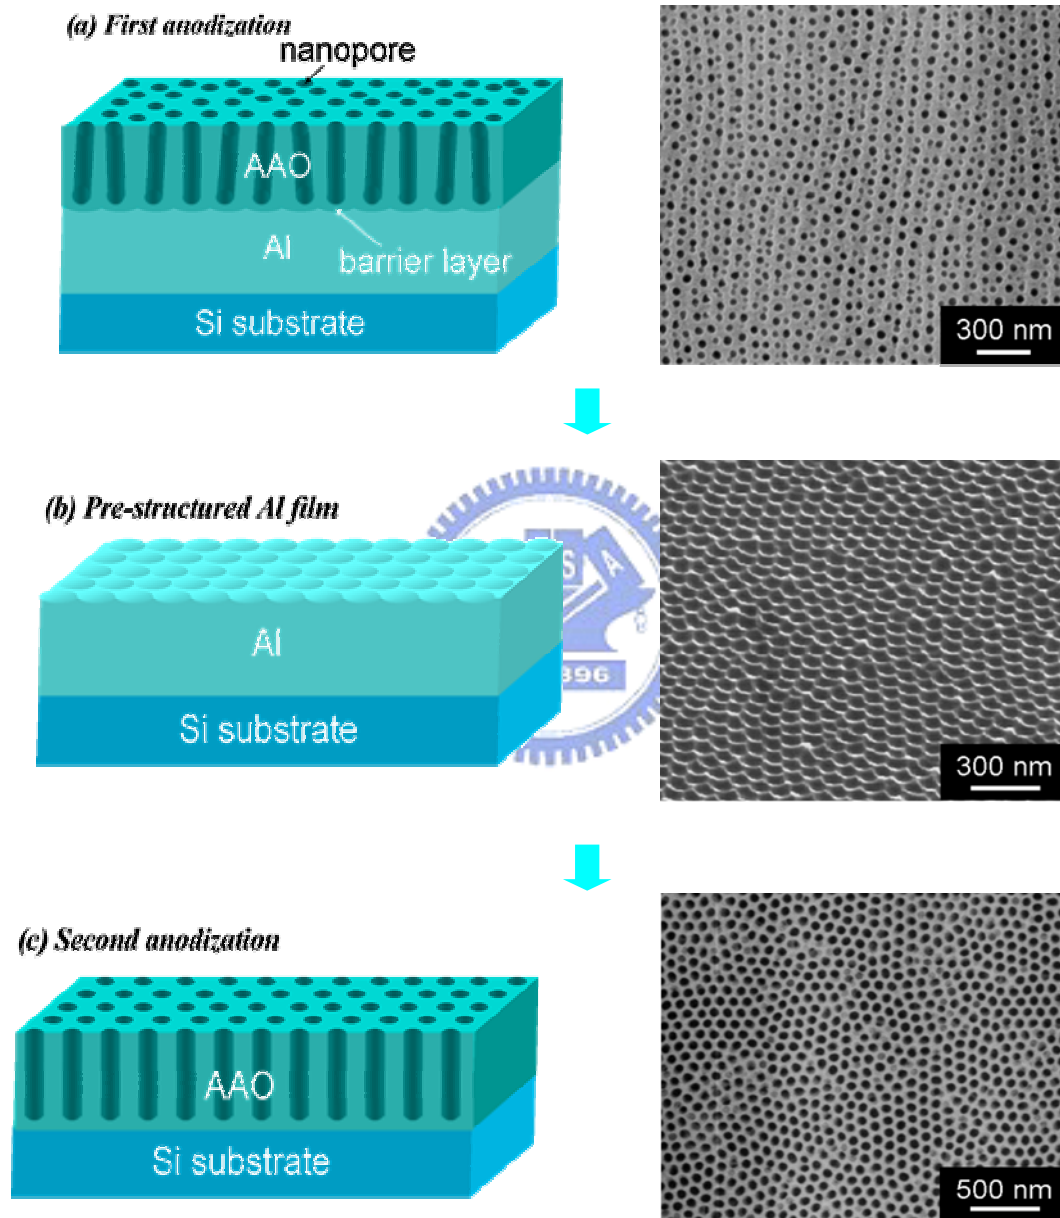 (a) First anodization
nanopore
AAO
Al
barrier layer
Si substrate
300 nm
(b) Pre-structured Al film
S A
Al
896
Si substrate
300 nm
(c) Second anodization
AAO
Si substrate
500 nm